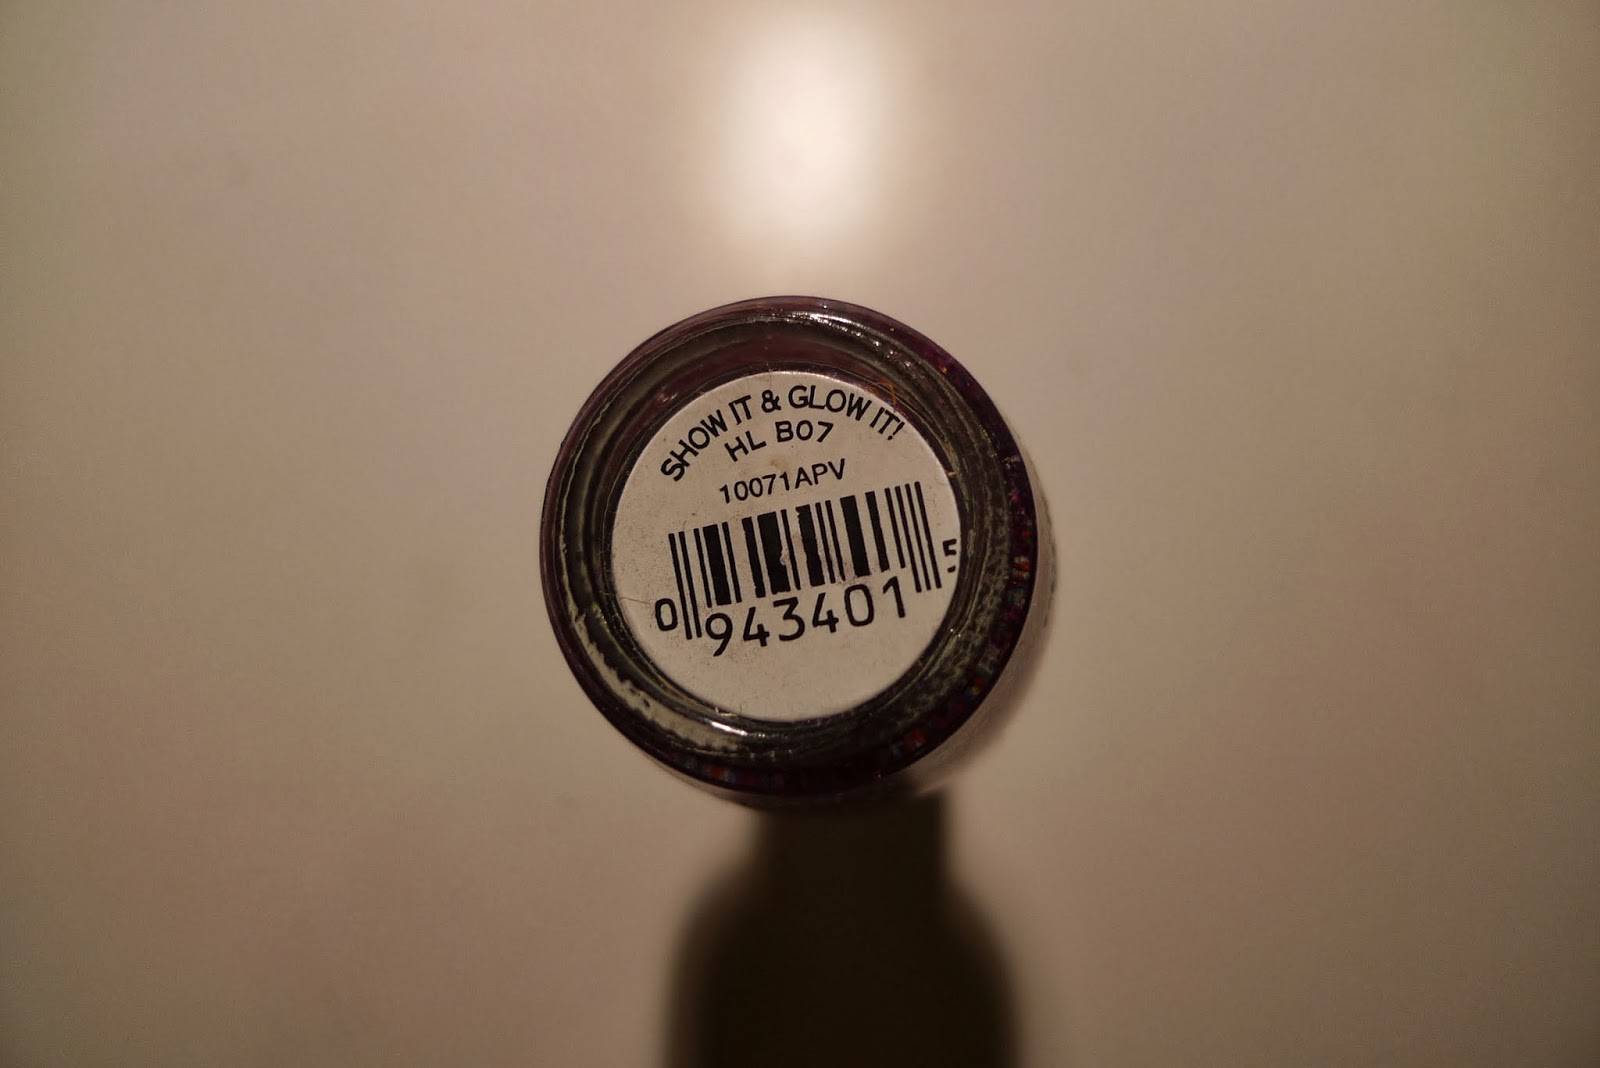 SHOW IT & GLOW IT!
HL B07
10071APV
0 943401 5